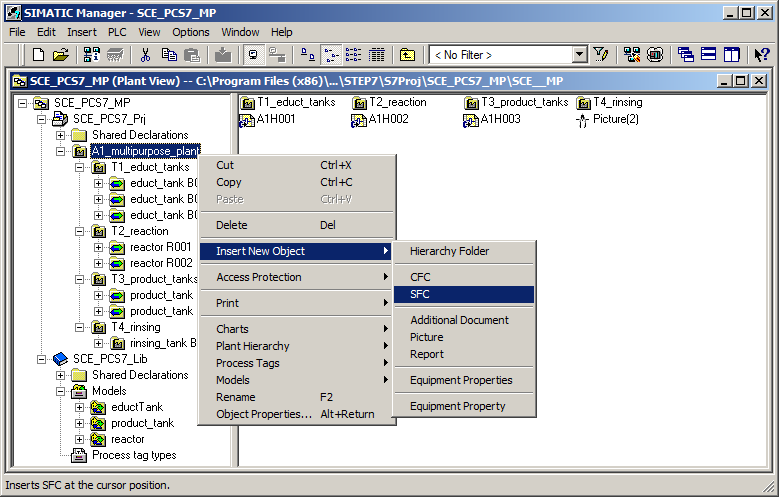 SIMATIC Manager - SCE_PCS7_MP
File Edit Insert PLC View Options Window Help
< No Filter >
SCE_PCS7_MP (Plant View) -- C:\Program Files (x86)\...\STEP7\S7Proj\SCE_PCS7_MP\SCE__MP
SCE_PCS7_MP
SCE_PCS7_Prj
Shared Declarations
A1_multipurpose_plant
T1_educt_tanks
educt_tank B0
educt_tank B0
educt_tank B0
T2_reaction
reactor R001
reactor R002
T3_product_tanks
product_tank
product_tank
T4_rinsing
rinsing_tank B
SCE_PCS7_Lib
Shared Declarations
Models
eductTank
product_tank
reactor
Process tag types
T1_educt_tanks T2_reaction T3_product_tanks T4_rinsing
A1H001 A1H002 A1H003 Picture(2)
Cut Ctrl+X
Copy Ctrl+C
Paste Ctrl+V
Delete Del
Insert New Object
Access Protection
Print
Charts
Plant Hierarchy
Process Tags
Models
Rename F2
Object Properties... Alt+Return
Hierarchy Folder
CFC
SFC
Additional Document
Picture
Report
Equipment Properties
Equipment Property
Inserts SFC at the cursor position.